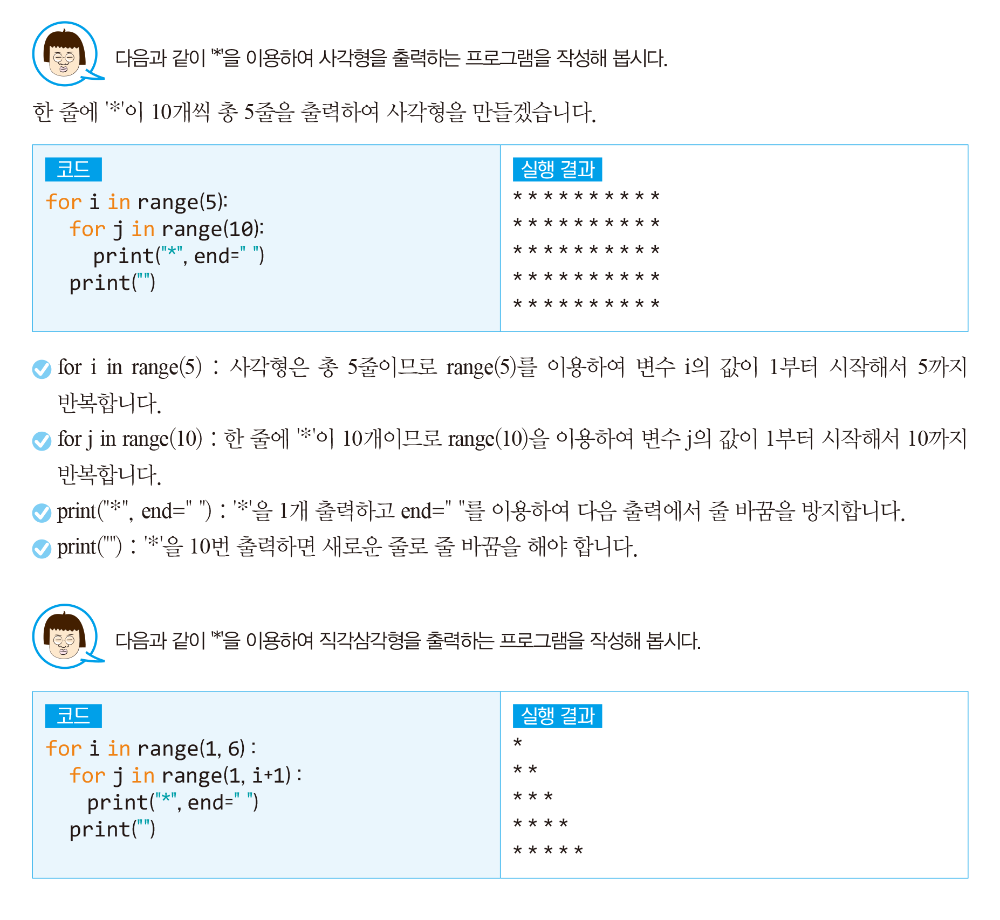 다음과 같이 '*'을 이용하여 사각형을 출력하는 프로그램을 작성해 봅시다.
한 줄에 '*'이 10개씩 총 5줄을 출력하여 사각형을 만들겠습니다.
코드
for i in range(5):
    for j in range(10):
        print("*", end=" ")
    print("")
실행 결과
* * * * * * * * * *
* * * * * * * * * *
* * * * * * * * * *
* * * * * * * * * *
* * * * * * * * * *
for i in range(5) : 사각형은 총 5줄이므로 range(5)를 이용하여 변수 i의 값이 1부터 시작해서 5까지
반복합니다.
for j in range(10) : 한 줄에 '*'이 10개이므로 range(10)을 이용하여 변수 j의 값이 1부터 시작해서 10까지
반복합니다.
print("*", end=" ") : '*'을 1개 출력하고 end=" "를 이용하여 다음 출력에서 줄 바꿈을 방지합니다.
print("") : '*'을 10번 출력하면 새로운 줄로 줄 바꿈을 해야 합니다.
다음과 같이 '*'을 이용하여 직각삼각형을 출력하는 프로그램을 작성해 봅시다.
코드
for i in range(1, 6) :
    for j in range(1, i+1) :
       print("*", end=" ")
    print("")
실행 결과
*
* *
* * *
* * * *
* * * * *